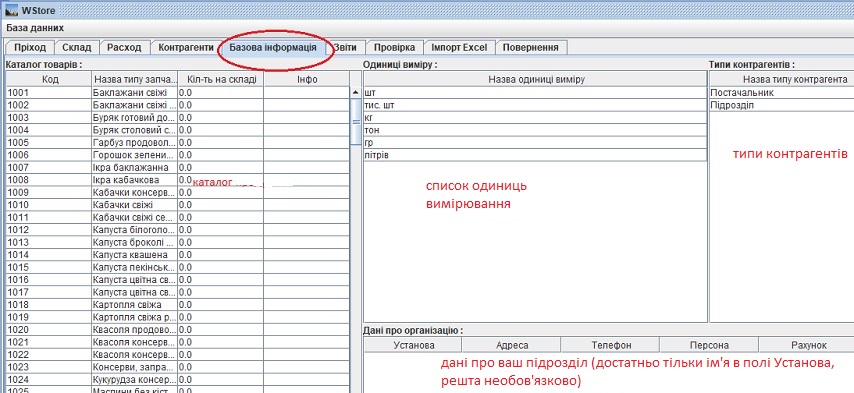 WStore
База данних
Пріход Склад Расход Контрагенти Базова інформація Звіти Провірка Імпорт Excel Повернення
Каталог товарів : Одиниці виміру : Типи контрагентів :
Код Назва типу запча... Кіл-ть на складі Інфо Назва одиниці виміру Назва типу контрагента
1001 Баклажани свіжі 0.0 шт Постачальник
1002 Баклажани свіжі ... 0.0 тис. шт Підрозділ
1003 Буряк готовий до... 0.0 кг
1004 Буряк столовий с... 0.0 тон
1005 Гарбуз продовол... 0.0 гр
1006 Горошок зелени... 0.0 літрів типи контрагентів
1007 Ікра баклажанна 0.0
1008 Ікра кабачкова 0.0 каталог
1009 Кабачки консерв... 0.0 список одиниць
1010 Кабачки свіжі 0.0 вимірювання
1011 Кабачки свіжі се... 0.0
1012 Капуста білоголо... 0.0
1013 Капуста броколі ... 0.0
1014 Капуста квашена 0.0
1015 Капуста пекінськ... 0.0
1016 Капуста цвітна св... 0.0
1017 Капуста цвітна св... 0.0
1018 Картопля свіжа 0.0
1019 Картопля свіжа р... 0.0
1020 Квасоля продово... 0.0 Дані про организацію :
1021 Квасоля консерв... 0.0 Установа Адреса Телефон Персона Рахунок
1022 Квасоля консерв... 0.0
1023 Консерви, запра... 0.0 дані про ваш підрозділ (достатньо тільки ім'я в полі Установа,
1024 Кукурудза консер... 0.0 решта необов'язково)
1025 Маслини без кіст... 0.0